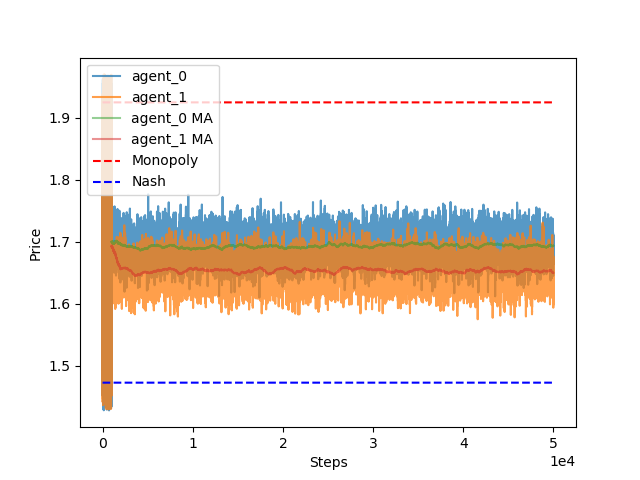 agent_0
agent_1
agent_0 MA
agent_1 MA
Monopoly
Nash
1.9
1.8
1.7
1.6
1.5
Price
0 1 2 3 4 5
1e4
Steps